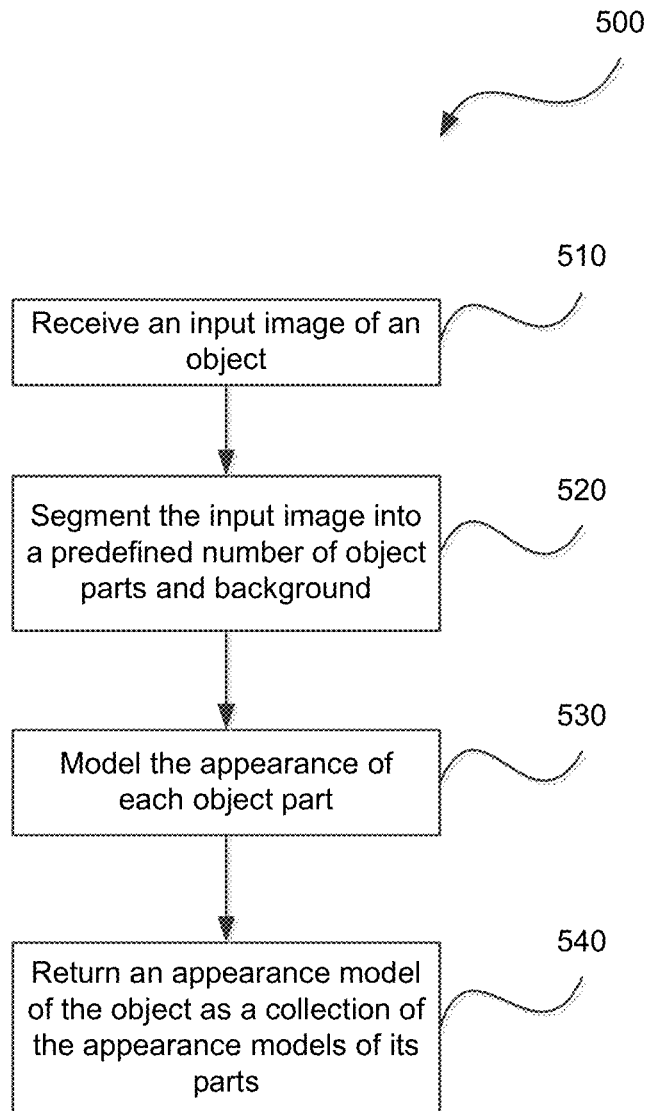 500
510
Receive an input image of an
object
520
Segment the input image into
a predefined number of object
parts and background
530
Model the appearance of
each object part
540
Return an appearance model
of the object as a collection of
the appearance models of its
parts